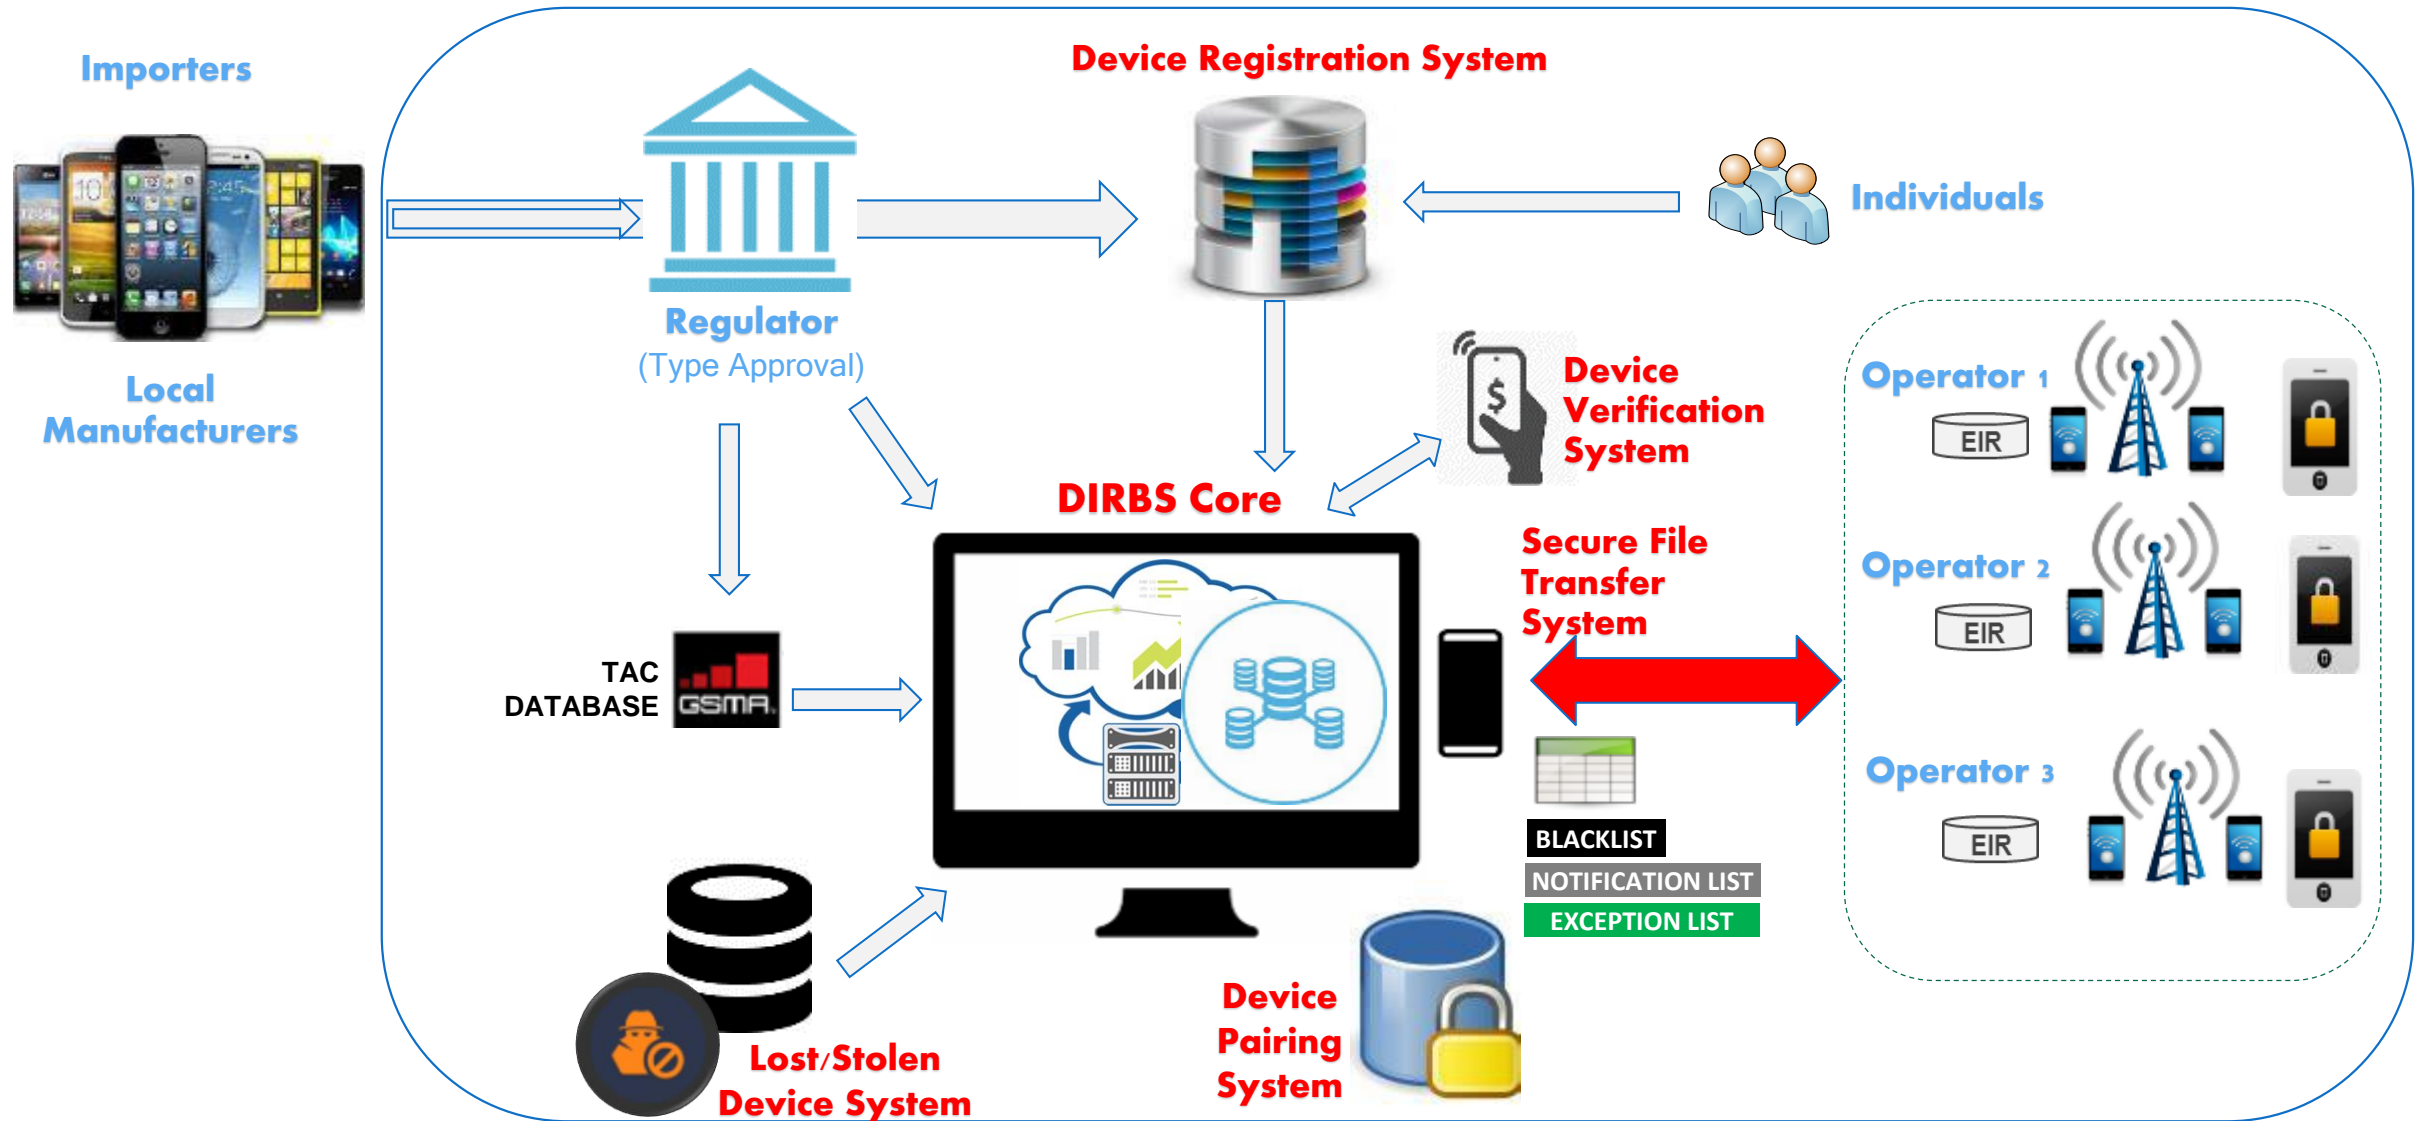 Importers
Local
Manufacturers
Regulator
(Type Approval)
Device Registration System
Individuals
Device
Verification
System
DIRBS Core
Secure File
Transfer
System
TAC
DATABASE
GSMA
BLACKLIST
NOTIFICATION LIST
EXCEPTION LIST
Lost/Stolen
Device System
Device
Pairing
System
Operator 1
EIR
Operator 2
EIR
Operator 3
EIR
$